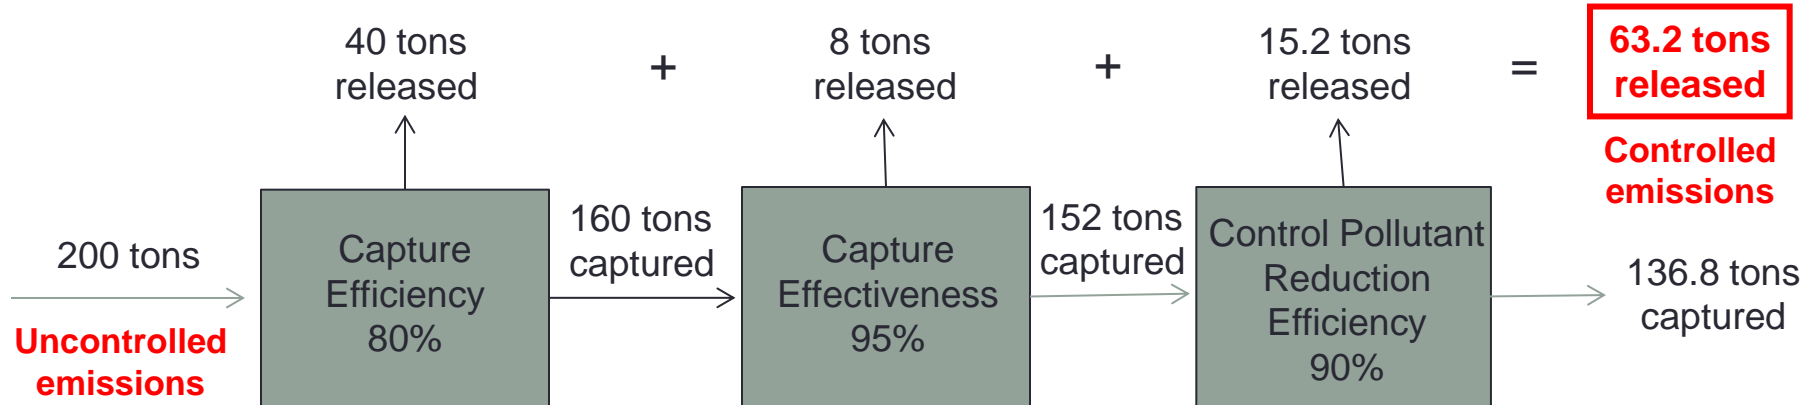 40 tons
released
+
8 tons
released
+
15.2 tons
released
=
63.2 tons
released
Controlled
emissions
200 tons
Uncontrolled
emissions
Capture
Efficiency
80%
160 tons
captured
Capture
Effectiveness
95%
152 tons
captured
Control Pollutant
Reduction
Efficiency
90%
136.8 tons
captured